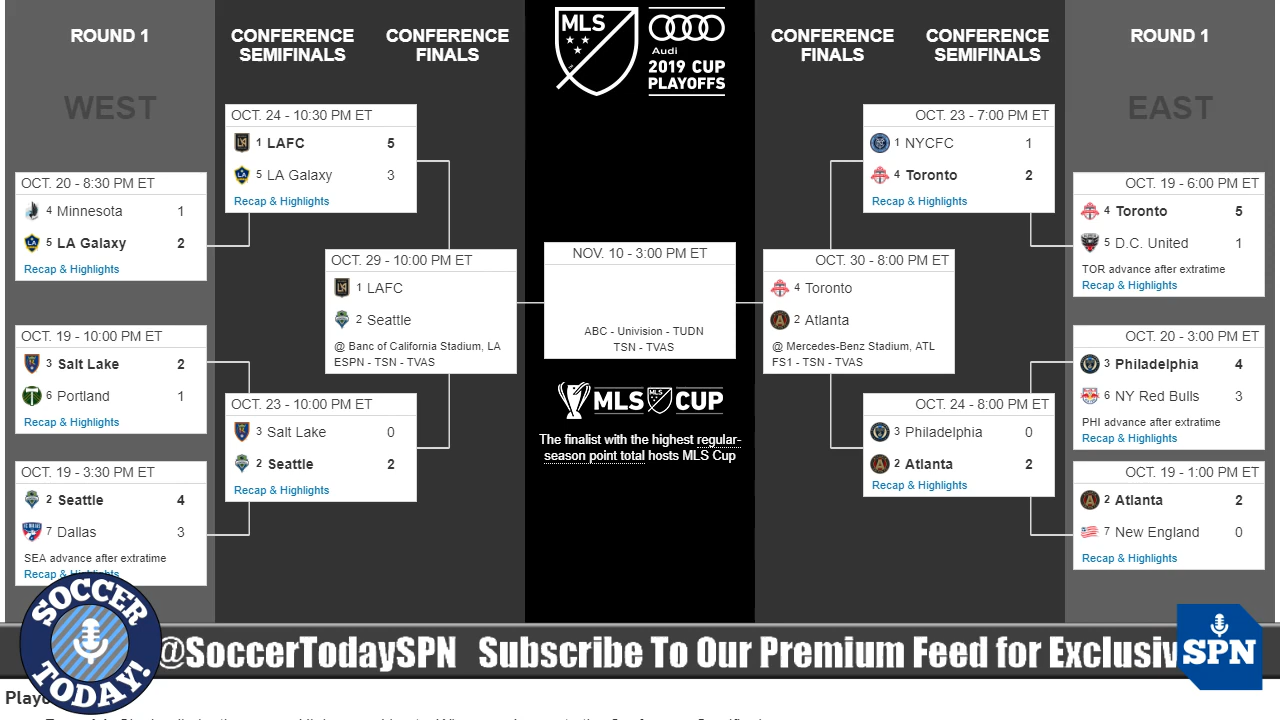 ROUND 1
CONFERENCE
SEMIFINALS
CONFERENCE
FINALS
MLS
Audi
2019 CUP
PLAYOFFS
CONFERENCE
FINALS
CONFERENCE
SEMIFINALS
ROUND 1
WEST
EAST
OCT. 20 - 8:30 PM ET
4 Minnesota 1
5 LA Galaxy 2
Recap & Highlights
OCT. 19 - 10:00 PM ET
3 Salt Lake 2
6 Portland 1
Recap & Highlights
OCT. 19 - 3:30 PM ET
2 Seattle 4
7 Dallas 3
SEA advance after extratime
Recap & Highlights
OCT. 24 - 10:30 PM ET
1 LAFC 5
5 LA Galaxy 3
Recap & Highlights
OCT. 23 - 10:00 PM ET
3 Salt Lake 0
2 Seattle 2
Recap & Highlights
OCT. 29 - 10:00 PM ET
1 LAFC
2 Seattle
@ Banc of California Stadium, LA
ESPN - TSN - TVAS
NOV. 10 - 3:00 PM ET
ABC - Univision - TUDN
TSN - TVAS
MLS CUP
The finalist with the highest regular-
season point total hosts MLS Cup
OCT. 30 - 8:00 PM ET
4 Toronto
2 Atlanta
@ Mercedes-Benz Stadium, ATL
FS1 - TSN - TVAS
OCT. 23 - 7:00 PM ET
1 NYCFC 1
4 Toronto 2
Recap & Highlights
OCT. 24 - 8:00 PM ET
3 Philadelphia 0
2 Atlanta 2
Recap & Highlights
OCT. 19 - 6:00 PM ET
4 Toronto 5
5 D.C. United 1
TOR advance after extratime
Recap & Highlights
OCT. 20 - 3:00 PM ET
3 Philadelphia 4
6 NY Red Bulls 3
PHI advance after extratime
Recap & Highlights
OCT. 19 - 1:00 PM ET
2 Atlanta 2
7 New England 0
Recap & Highlights
SOCCER
TODAY!
@SoccerTodaySPN Subscribe To Our Premium Feed for Exclusiv
SPN